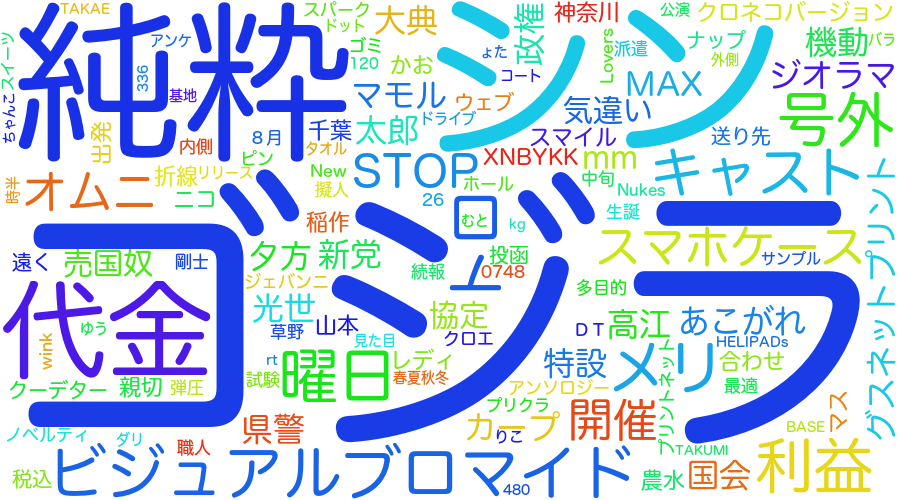 TAKAE
スパーク
ドット
大典
シン
政権
神奈川
公演
クロネコバージョン
純粋
アンケ
336
基地
ゴミ
120
かお
ょた
コート
Lovers
派遣
ナップ
外側
機動
バラ
スイーツ
ちゃんこ
出発
内側
8月
千葉
タオル
マモル
太郎
ウェブ
ドライブ
気違い
MAX
ジオラマ
号外
スマイル
送り先
ピン
折線
リリース
New
擬人
STOP
XNBYKK
mm
中旬
キャスト
時半
オムニ
ニコ
稲作
26
ホール
ロ
むと
kg
Nukes
生誕
グスネットプリント
ゴジラ
遠く
売国奴
剛士
夕方
新党
続報
投函
0748
スマホケース
サンプル
多目的
代金
ジェバンニ
光世
草野
山本
協定
クロエ
見た目
DT
高江
あこがれ
HELIPADs
ゆう
wink
rt
曜日
レディ
特設
メリ
プリントネット
合わせ
最適
クーデター
親切
弾圧
試験
春夏秋冬
アンソロジー
プリクラ
ノベルティ
ダリ
職人
県警
カープ
りこ
開催
TAKUMI
BASE
マス
税込
ビジュアルブロマイド
480
農水
国会
利益